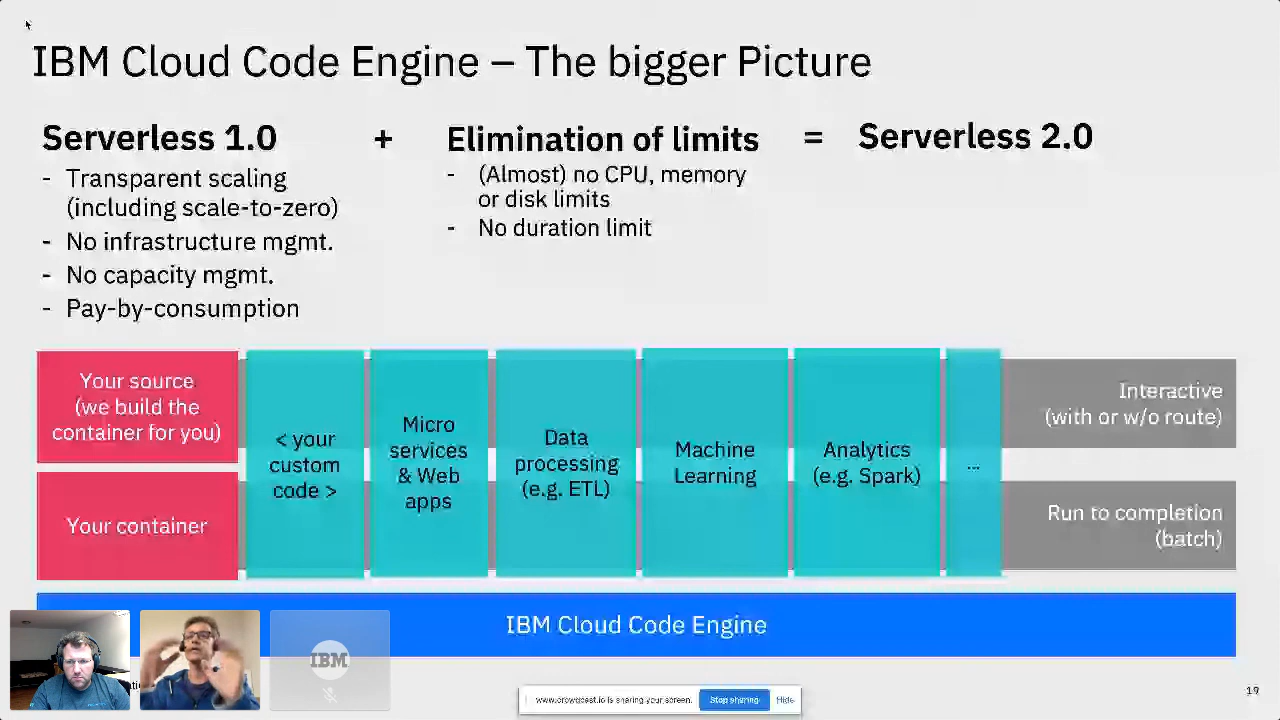 IBM Cloud Code Engine – The bigger Picture
Serverless 1.0 + Elimination of limits = Serverless 2.0
- Transparent scaling
(including scale-to-zero)
- No infrastructure mgmt.
- No capacity mgmt.
- Pay-by-consumption
- (Almost) no CPU, memory
or disk limits
- No duration limit
Your source
(we build the
container for you)
Your container
< your
custom
code >
Micro
services
& Web
apps
Data
processing
(e.g. ETL)
Machine
Learning
Analytics
(e.g. Spark)
...
Interactive
(with or w/o route)
Run to completion
(batch)
IBM Cloud Code Engine
IBM
www.crowdcast.io is sharing your screen.
Stop sharing
Hide
19